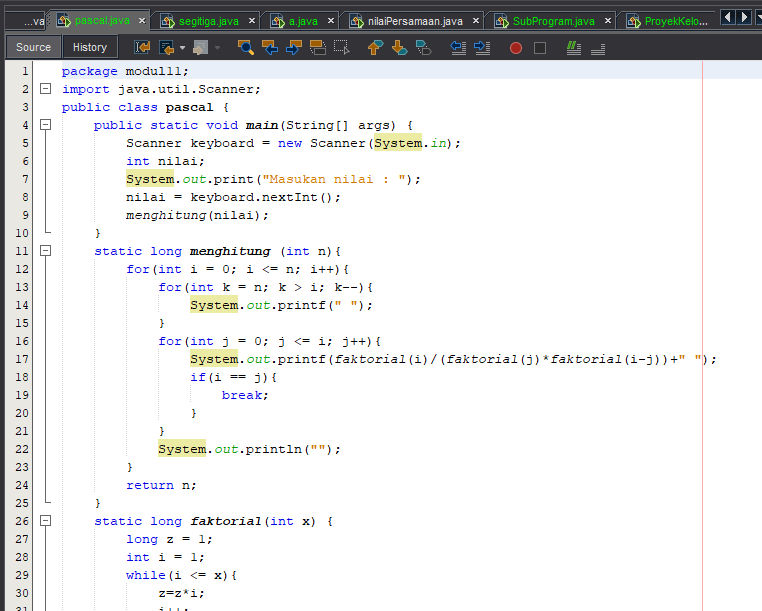 ...va pascal.java segitiga.java a.java nilaiPersamaan.java SubProgram.java ProyekKelo...
Source History
1 package modul11;
2 import java.util.Scanner;
3 public class pascal {
4 public static void main(String[] args) {
5 Scanner keyboard = new Scanner(System.in);
6 int nilai;
7 System.out.print("Masukan nilai : ");
8 nilai = keyboard.nextInt();
9 menghitung(nilai);
10 }
11 static long menghitung (int n){
12 for(int i = 0; i <= n; i++){
13 for(int k = n; k > i; k--){
14 System.out.printf(" ");
15 }
16 for(int j = 0; j <= i; j++){
17 System.out.printf(faktorial(i)/(faktorial(j)*faktorial(i-j))+" ");
18 if(i == j){
19 break;
20 }
21 }
22 System.out.println("");
23 }
24 return n;
25 }
26 static long faktorial(int x) {
27 long z = 1;
28 int i = 1;
29 while(i <= x){
30 z=z*i;